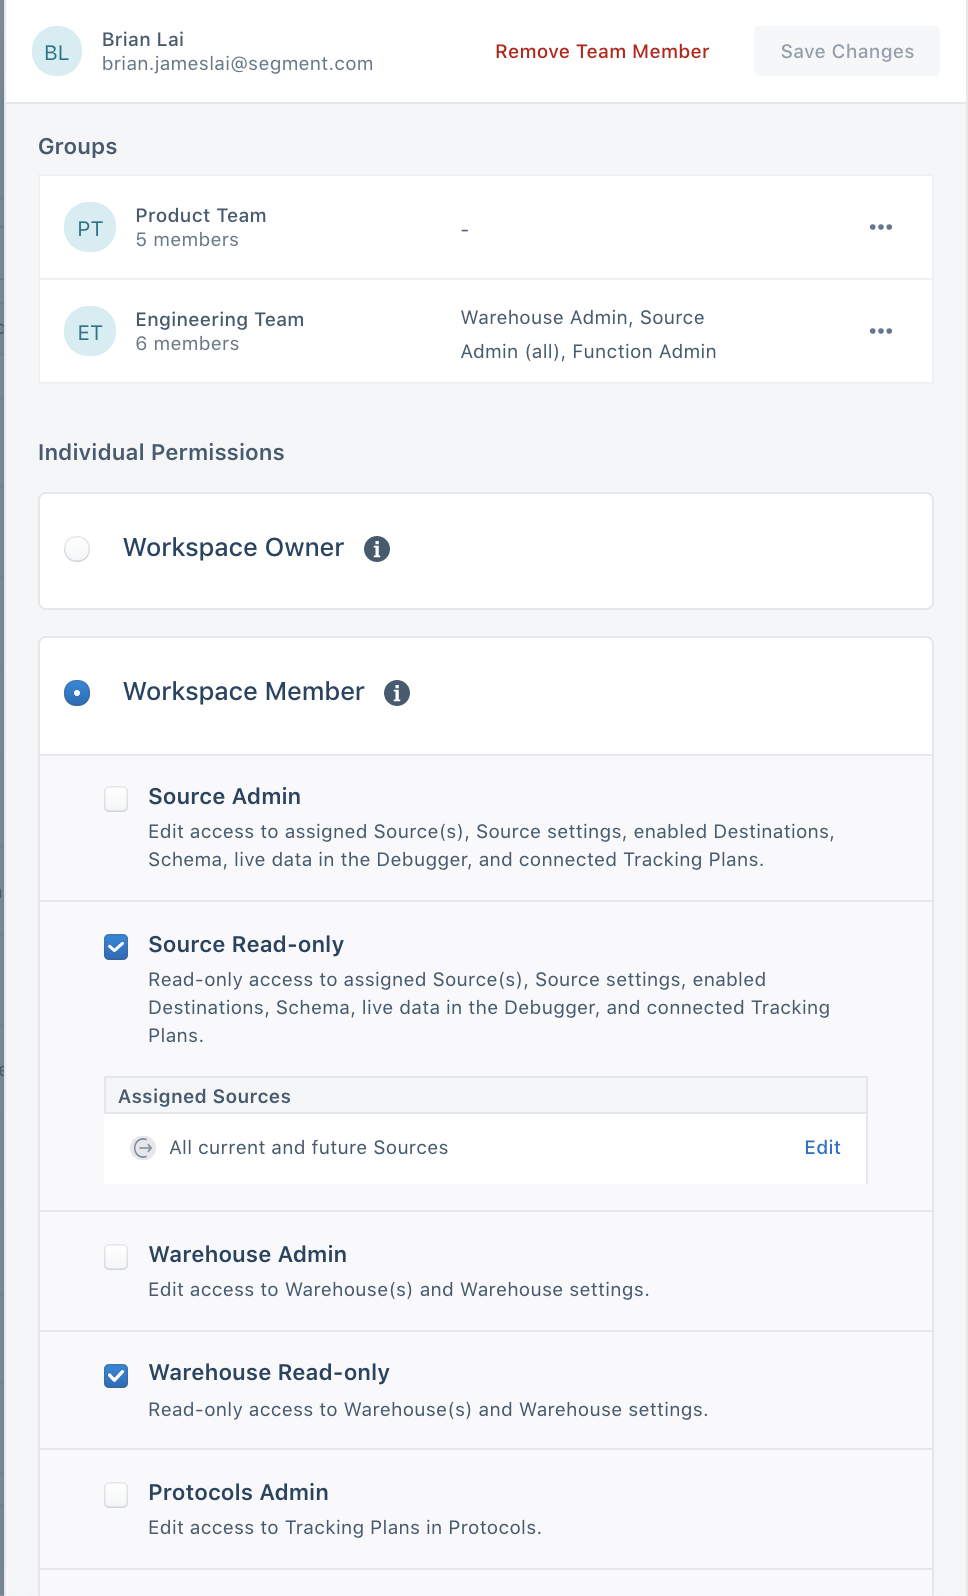 BL
Brian Lai
brian.jameslai@segment.com
Remove Team Member
Save Changes
Groups
PT
Product Team
5 members
-
•••
ET
Engineering Team
6 members
Warehouse Admin, Source
Admin (all), Function Admin
•••
Individual Permissions
Workspace Owner
Workspace Member
Source Admin
Edit access to assigned Source(s), Source settings, enabled Destinations,
Schema, live data in the Debugger, and connected Tracking Plans.
Source Read-only
Read-only access to assigned Source(s), Source settings, enabled
Destinations, Schema, live data in the Debugger, and connected Tracking
Plans.
Assigned Sources
All current and future Sources
Edit
Warehouse Admin
Edit access to Warehouse(s) and Warehouse settings.
Warehouse Read-only
Read-only access to Warehouse(s) and Warehouse settings.
Protocols Admin
Edit access to Tracking Plans in Protocols.